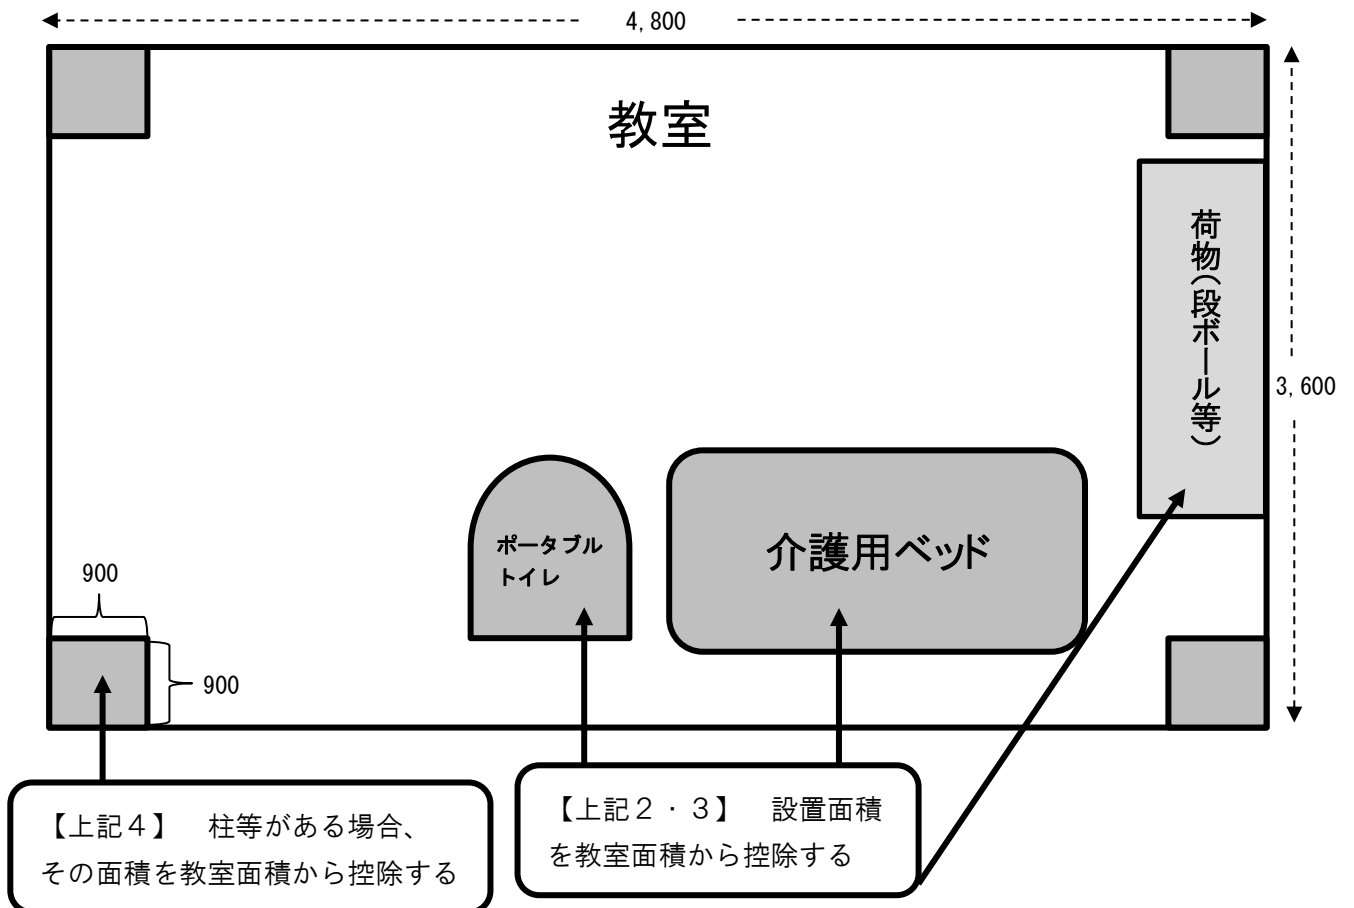 4,800
教室
荷物(段ボール等)
3,600
ポータブル
トイレ
介護用ベッド
900
900
【上記4】　柱等がある場合、
その面積を教室面積から控除する
【上記2・3】　設置面積
を教室面積から控除する